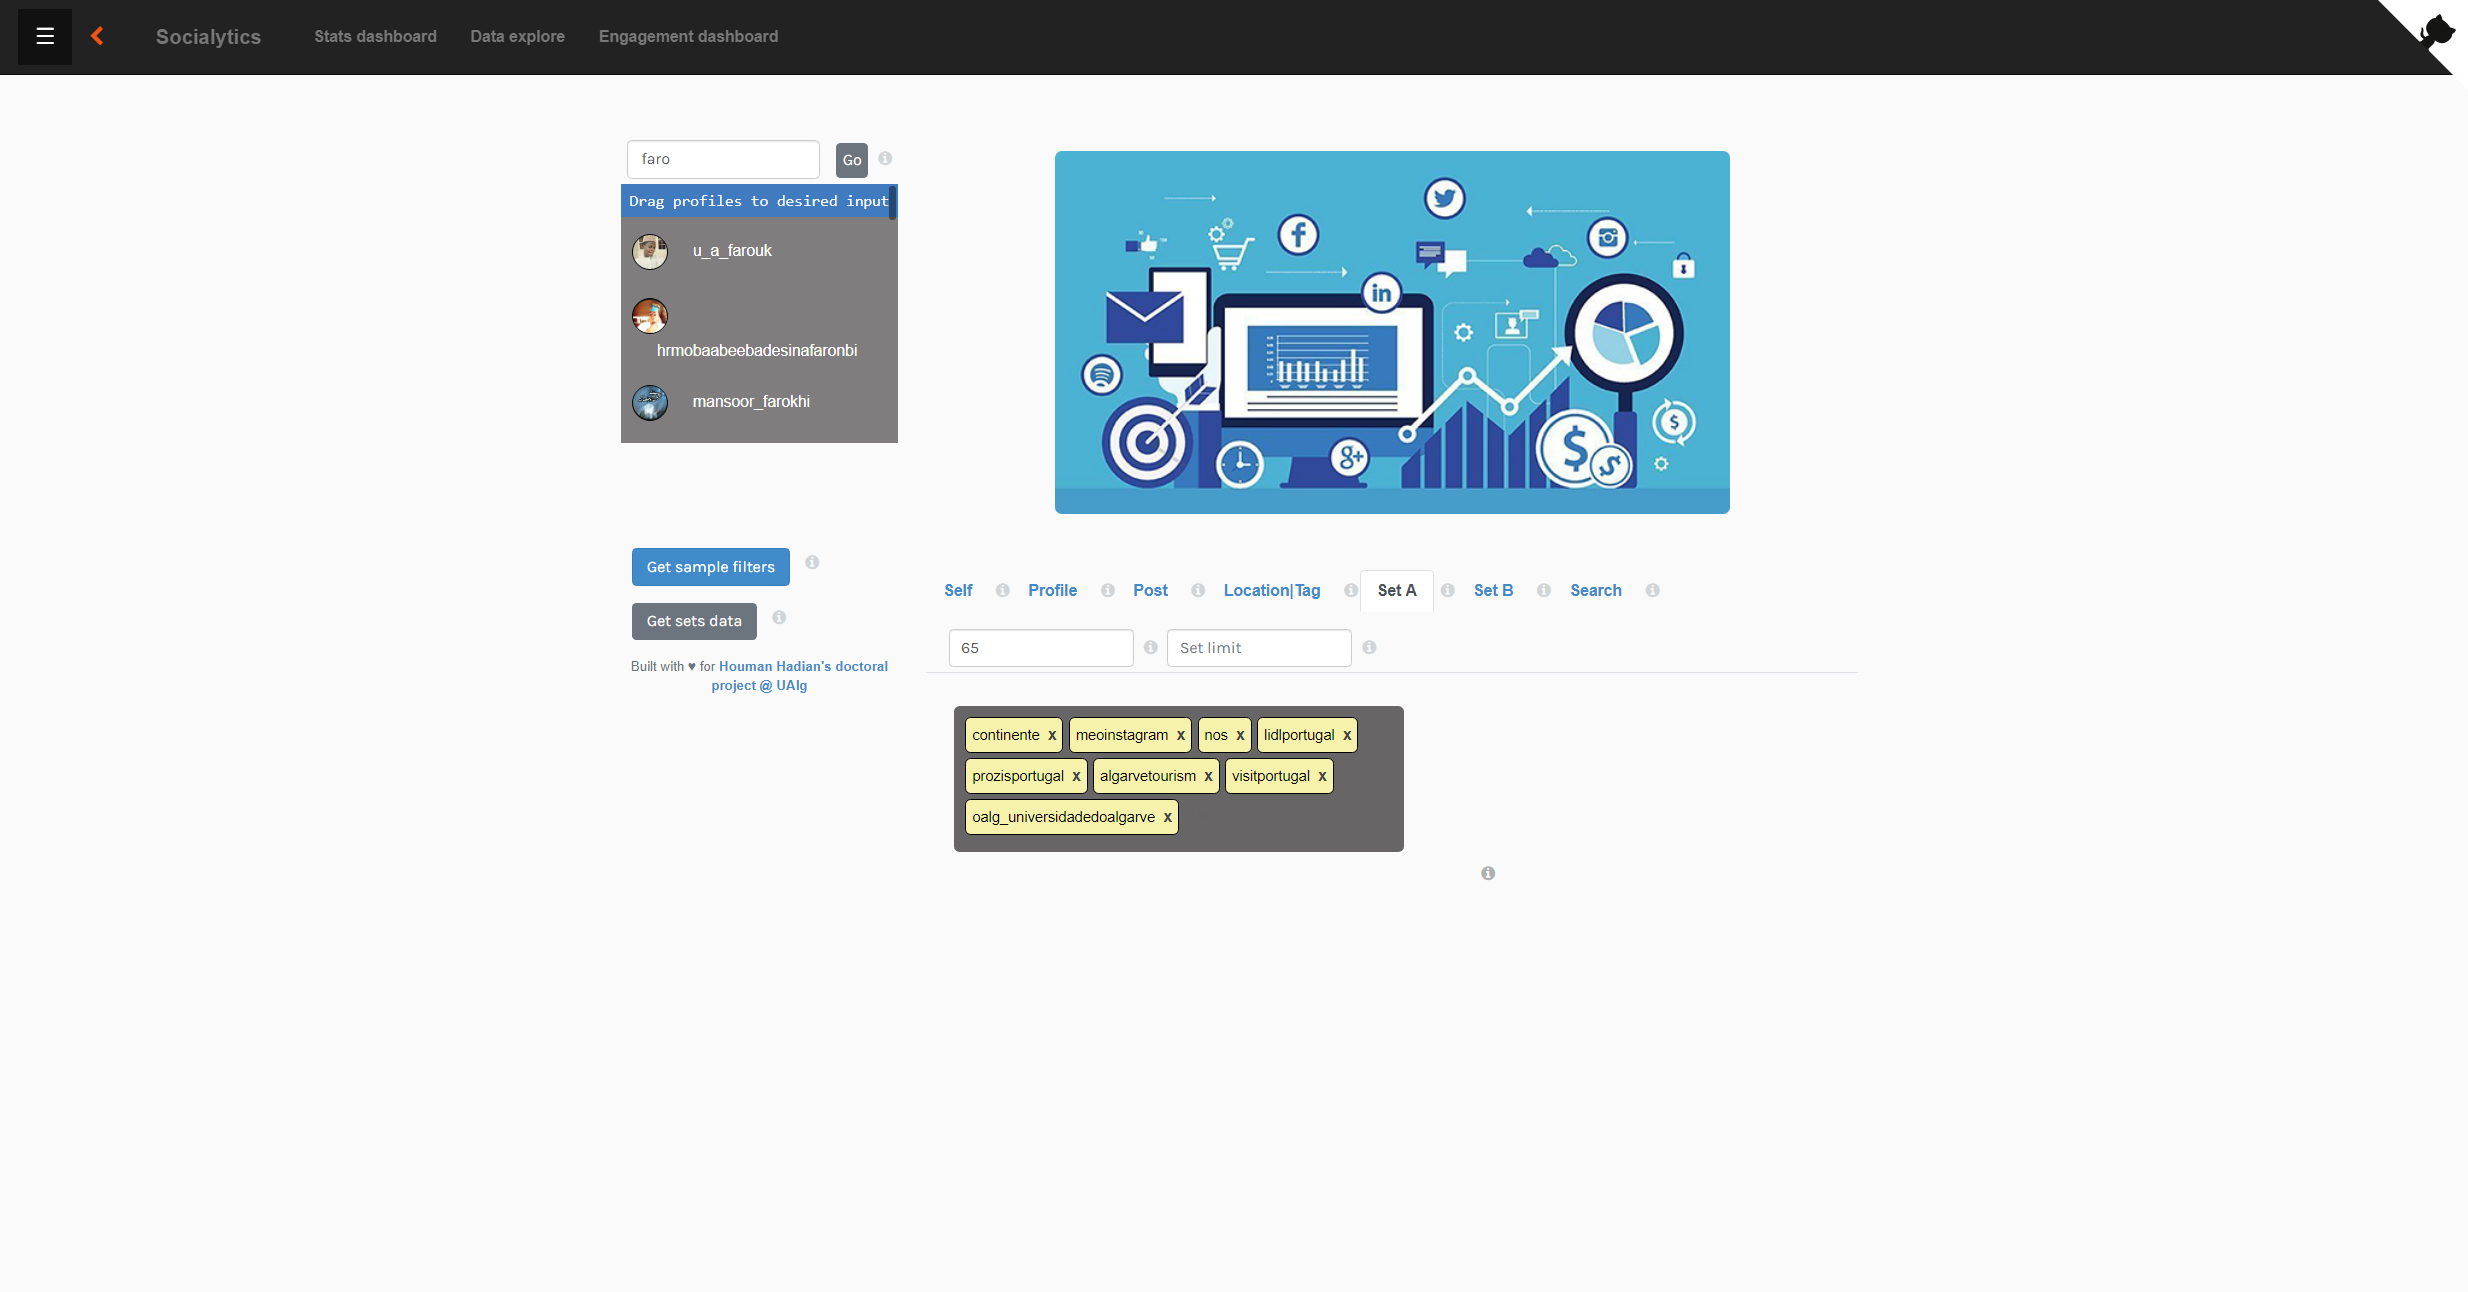 ☰ Socialytics Stats dashboard Data explore Engagement dashboard
faro Go
Drag profiles to desired input
u_a_farouk
hrmobaabeebadesinafaronbi
mansoor_farokhi
in
g+
$
$
$
Get sample filters
Get sets data
Built with ♥ for Houman Hadian's doctoral
project @ UAlg
Self Profile Post Location|Tag Set A Set B Search
65 Set limit
continente x meoinstagram x nos x lidlportugal x
prozisportugal x algarvetourism x visitportugal x
oalg_universidadedoalgarve x